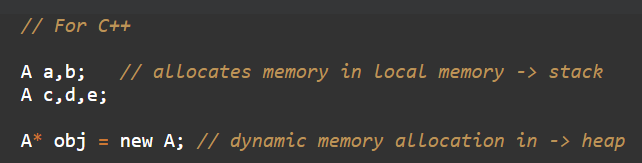 // For C++
A a,b;   // allocates memory in local memory -> stack
A c,d,e;
A* obj = new A; // dynamic memory allocation in -> heap